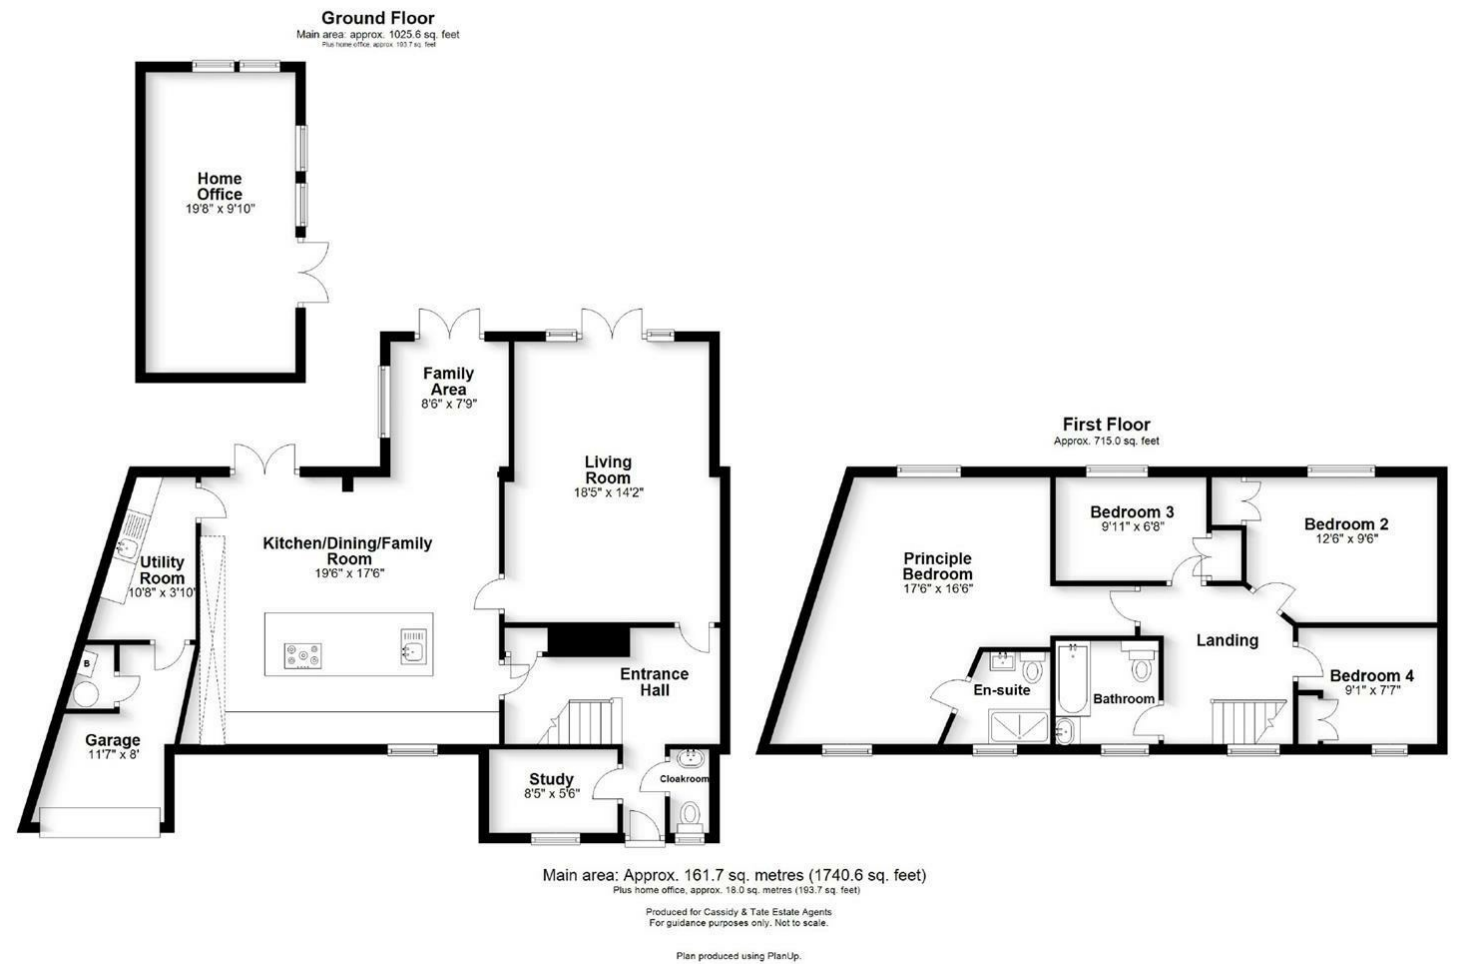 Ground Floor
Main area: approx. 1025.6 sq. feet
Plus home office, approx. 193.7 sq. feet
Home
Office
19'8" x 9'10"
Family
Area
8'6" x 7'9"
Living
Room
18'5" x 14'2"
Kitchen/Dining/Family
Room
19'6" x 17'6"
Utility
Room
10'8" x 3'10"
B
Entrance
Hall
Garage
11'7" x 8'
Study
8'5" x 5'6"
Cloakroom
First Floor
Approx. 715.0 sq. feet
Bedroom 3
9'11" x 6'8"
Bedroom 2
12'6" x 9'6"
Principle
Bedroom
17'6" x 16'6"
Landing
En-suite
Bathroom
Bedroom 4
9'1" x 7'7"
Main area: Approx. 161.7 sq. metres (1740.6 sq. feet)
Plus home office, approx. 18.0 sq. metres (193.7 sq. feet)
Produced for Cassidy & Tate Estate Agents
For guidance purposes only. Not to scale.
Plan produced using PlanUp.